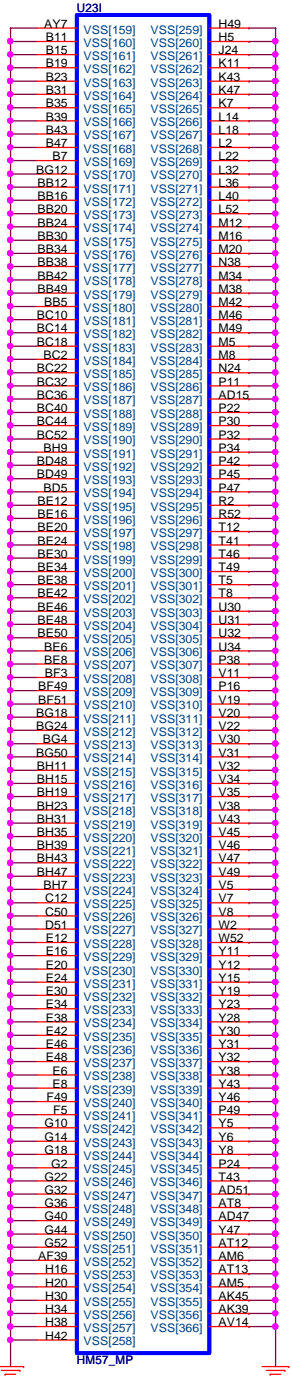 U23I
AY7 VSS[159] VSS[259] H49
B11 VSS[160] VSS[260] H5
B15 VSS[161] VSS[261] J24
B19 VSS[162] VSS[262] K11
B23 VSS[163] VSS[263] K43
B31 VSS[164] VSS[264] K47
B35 VSS[165] VSS[265] K7
B39 VSS[166] VSS[266] L14
B43 VSS[167] VSS[267] L18
B47 VSS[168] VSS[268] L2
B7 VSS[169] VSS[269] L22
BG12 VSS[170] VSS[270] L32
BB12 VSS[171] VSS[271] L36
BB16 VSS[172] VSS[272] L40
BB20 VSS[173] VSS[273] L52
BB24 VSS[174] VSS[274] M12
BB30 VSS[175] VSS[275] M16
BB34 VSS[176] VSS[276] M20
BB38 VSS[177] VSS[277] N38
BB42 VSS[178] VSS[278] M34
BB49 VSS[179] VSS[279] M38
BB5 VSS[180] VSS[280] M42
BC10 VSS[181] VSS[281] M46
BC14 VSS[182] VSS[282] M49
BC18 VSS[183] VSS[283] M5
BC2 VSS[184] VSS[284] M8
BC22 VSS[185] VSS[285] N24
BC32 VSS[186] VSS[286] P11
BC36 VSS[187] VSS[287] AD15
BC40 VSS[188] VSS[288] P22
BC44 VSS[189] VSS[289] P30
BC52 VSS[190] VSS[290] P32
BH9 VSS[191] VSS[291] P34
BD48 VSS[192] VSS[292] P42
BD49 VSS[193] VSS[293] P45
BD5 VSS[194] VSS[294] P47
BE12 VSS[195] VSS[295] R2
BE16 VSS[196] VSS[296] R52
BE20 VSS[197] VSS[297] T12
BE24 VSS[198] VSS[298] T41
BE30 VSS[199] VSS[299] T46
BE34 VSS[200] VSS[300] T49
BE38 VSS[201] VSS[301] T5
BE42 VSS[202] VSS[302] T8
BE46 VSS[203] VSS[303] U30
BE48 VSS[204] VSS[304] U31
BE50 VSS[205] VSS[305] U32
BE6 VSS[206] VSS[306] U34
BE8 VSS[207] VSS[307] P38
BF3 VSS[208] VSS[308] V11
BF49 VSS[209] VSS[309] P16
BF51 VSS[210] VSS[310] V19
BG18 VSS[211] VSS[311] V20
BG24 VSS[212] VSS[312] V22
BG4 VSS[213] VSS[313] V30
BG50 VSS[214] VSS[314] V31
BH11 VSS[215] VSS[315] V32
BH15 VSS[216] VSS[316] V34
BH19 VSS[217] VSS[317] V35
BH23 VSS[218] VSS[318] V38
BH31 VSS[219] VSS[319] V43
BH35 VSS[220] VSS[320] V45
BH39 VSS[221] VSS[321] V46
BH43 VSS[222] VSS[322] V47
BH47 VSS[223] VSS[323] V49
BH7 VSS[224] VSS[324] V5
C12 VSS[225] VSS[325] V7
C50 VSS[226] VSS[326] V8
D51 VSS[227] VSS[327] W2
E12 VSS[228] VSS[328] W52
E16 VSS[229] VSS[329] Y11
E20 VSS[230] VSS[330] Y12
E24 VSS[231] VSS[331] Y15
E30 VSS[232] VSS[332] Y19
E34 VSS[233] VSS[333] Y23
E38 VSS[234] VSS[334] Y28
E42 VSS[235] VSS[335] Y30
E46 VSS[236] VSS[336] Y31
E48 VSS[237] VSS[337] Y32
E6 VSS[238] VSS[338] Y38
E8 VSS[239] VSS[339] Y43
F49 VSS[240] VSS[340] Y46
F5 VSS[241] VSS[341] P49
G10 VSS[242] VSS[342] Y5
G14 VSS[243] VSS[343] Y6
G18 VSS[244] VSS[344] Y8
G2 VSS[245] VSS[345] P24
G22 VSS[246] VSS[346] T43
G32 VSS[247] VSS[347] AD51
G36 VSS[248] VSS[348] AT8
G40 VSS[249] VSS[349] AD47
G44 VSS[250] VSS[350] Y47
G52 VSS[251] VSS[351] AT12
AF39 VSS[252] VSS[352] AM6
H16 VSS[253] VSS[353] AT13
H20 VSS[254] VSS[354] AM5
H30 VSS[255] VSS[355] AK45
H34 VSS[256] VSS[356] AK39
H38 VSS[257] VSS[366] AV14
H42 VSS[258]
HM57_MP